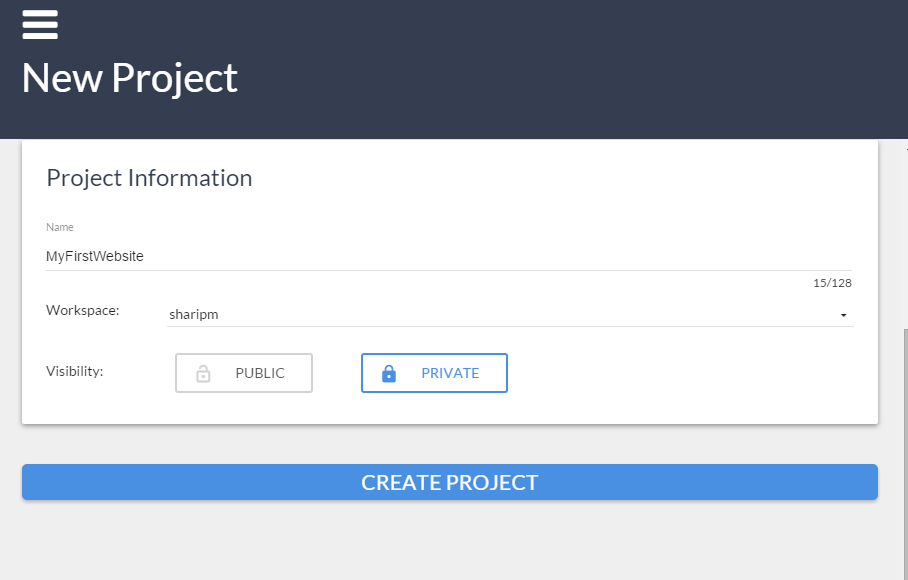 New Project
Project Information
Name
MyFirstWebsite
15/128
Workspace:
sharipm
Visibility:
PUBLIC
PRIVATE
CREATE PROJECT